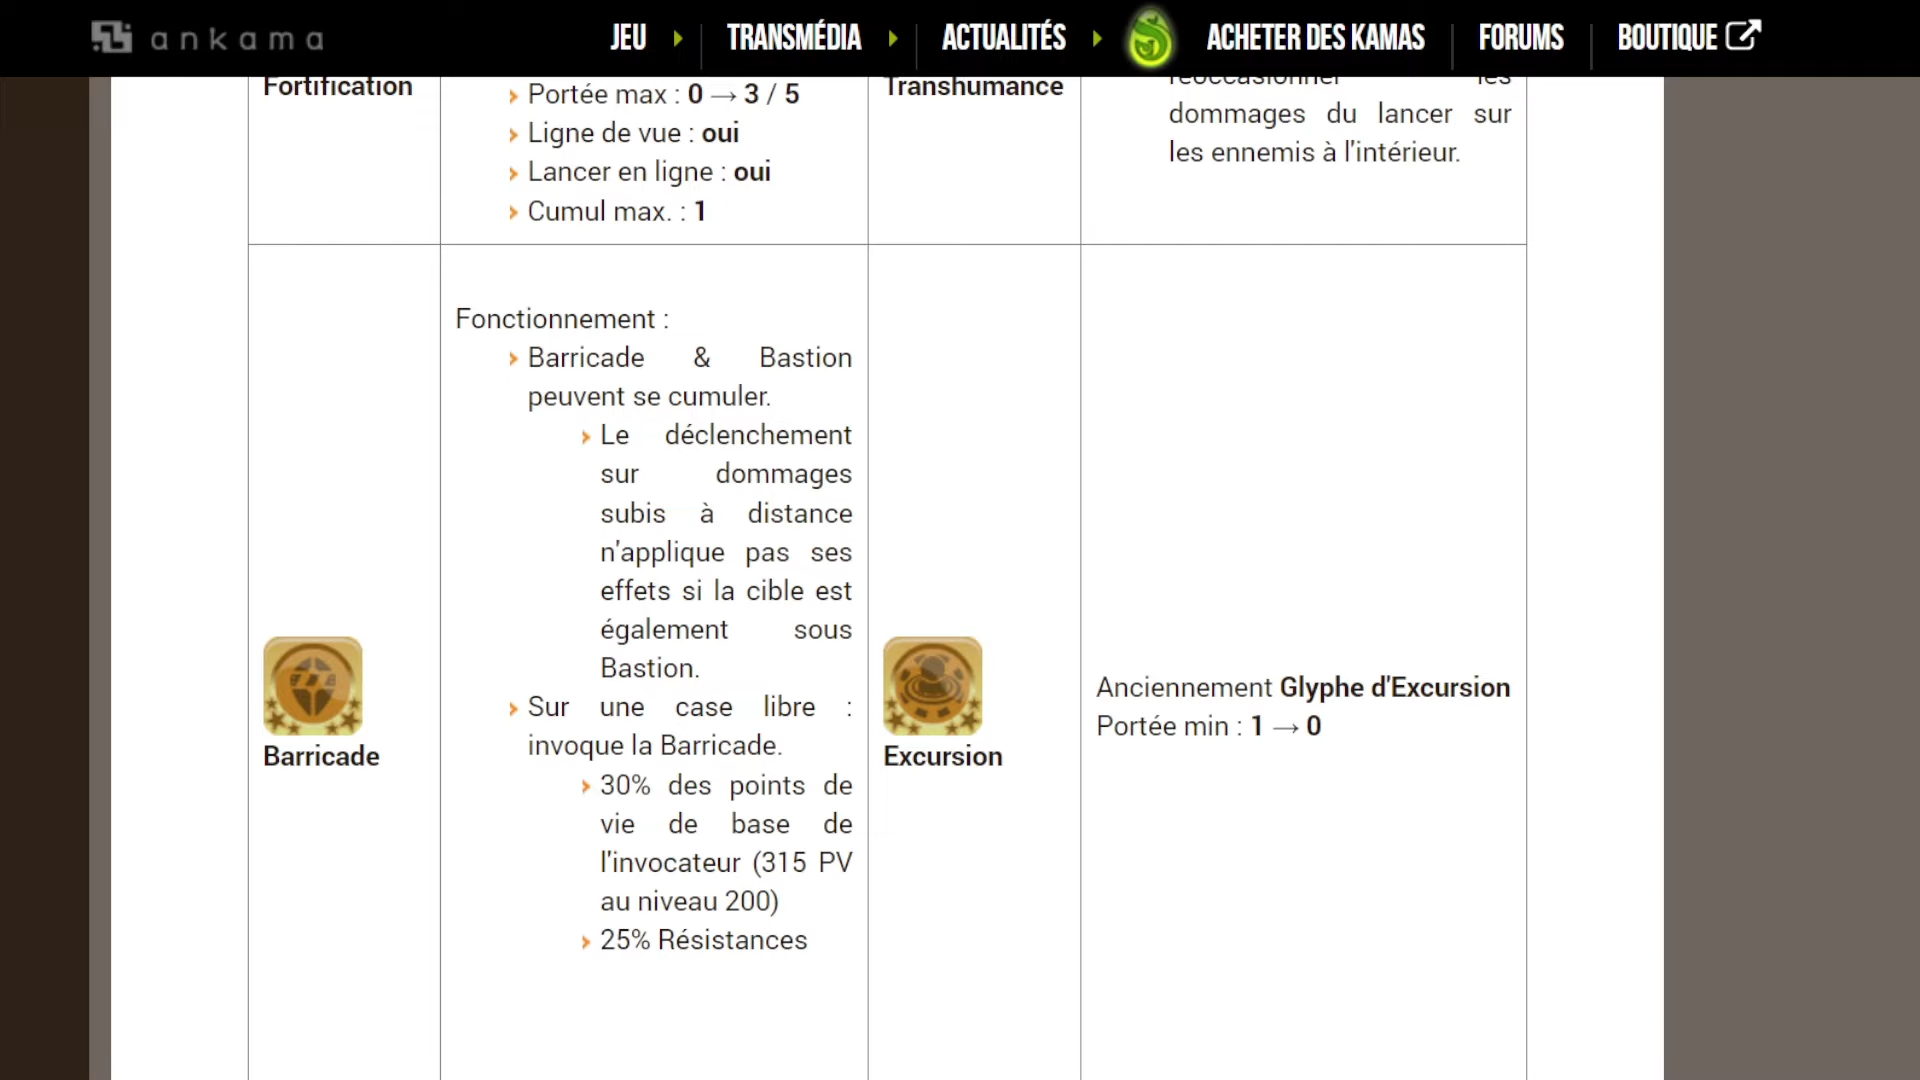 ankama
JEU
TRANSMÉDIA
ACTUALITÉS
ACHETER DES KAMAS
FORUMS
BOUTIQUE
Fortification
Portée max : 0 → 3 / 5
Ligne de vue : oui
Lancer en ligne : oui
Cumul max. : 1
Transhumance
réoccasionner les
dommages du lancer sur
les ennemis à l'intérieur.
Barricade
Fonctionnement :
Barricade & Bastion
peuvent se cumuler.
Le déclenchement
sur dommages
subis à distance
n'applique pas ses
effets si la cible est
également sous
Bastion.
Sur une case libre :
invoque la Barricade.
30% des points de
vie de base de
l'invocateur (315 PV
au niveau 200)
25% Résistances
Excursion
Anciennement Glyphe d'Excursion
Portée min : 1 → 0